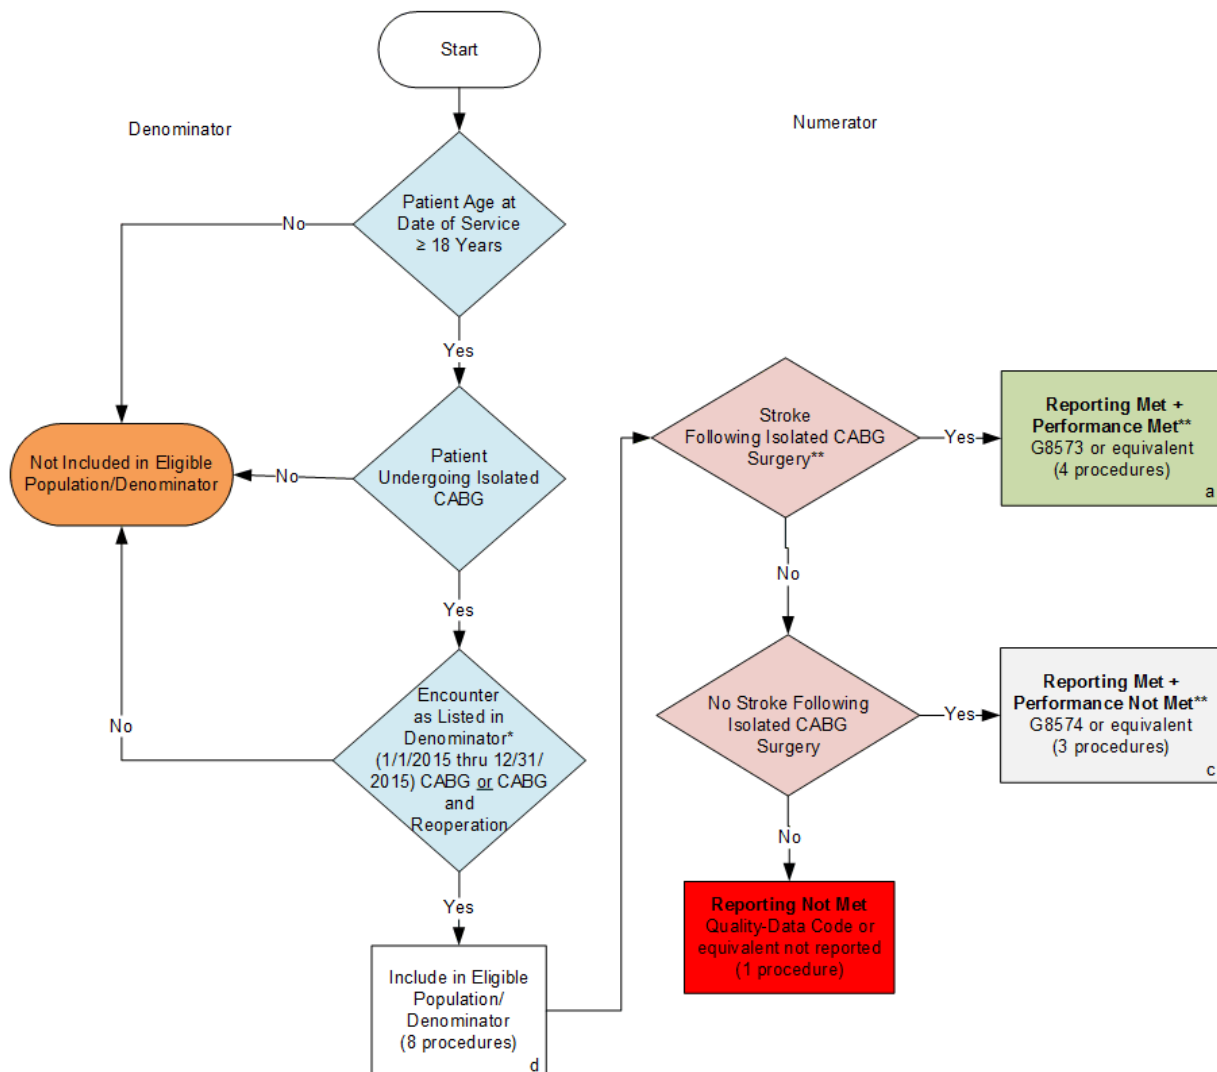 Start
Denominator
Numerator
Patient Age at
Date of Service
≥ 18 Years
No
Yes
Not Included in Eligible
Population/Denominator
No
Patient
Undergoing Isolated
CABG
Yes
No
Encounter
as Listed in
Denominator*
(1/1/2015 thru 12/31/
2015) CABG or CABG
and
Reoperation
Yes
Include in Eligible
Population/
Denominator
(8 procedures)
d
Stroke
Following Isolated CABG
Surgery**
Yes
Reporting Met +
Performance Met**
G8573 or equivalent
(4 procedures)
a
No
No Stroke Following
Isolated CABG
Surgery
Yes
Reporting Met +
Performance Not Met**
G8574 or equivalent
(3 procedures)
c
No
Reporting Not Met
Quality-Data Code or
equivalent not reported
(1 procedure)